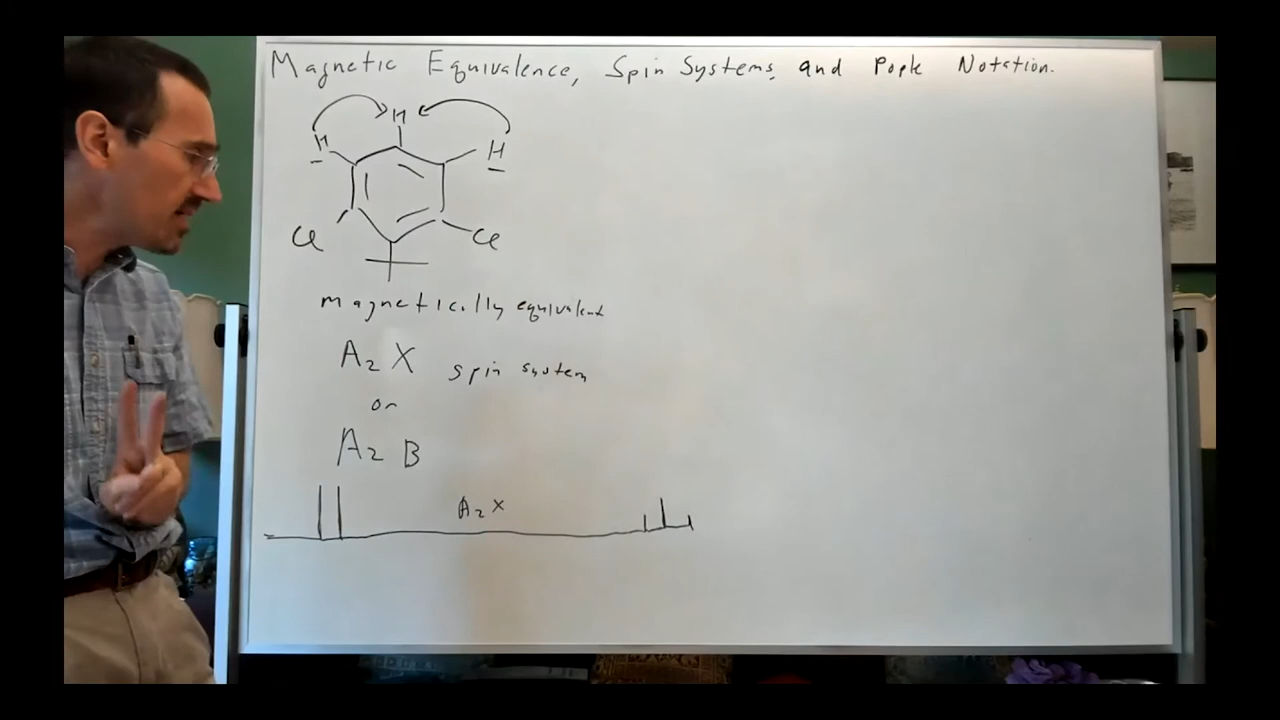 Magnetic Equivalence, Spin Systems, and Pople Notation.
H
H
H
Cl
Cl
magnetically equivalent
A₂ X spin system
or
A₂ B
A₂ X